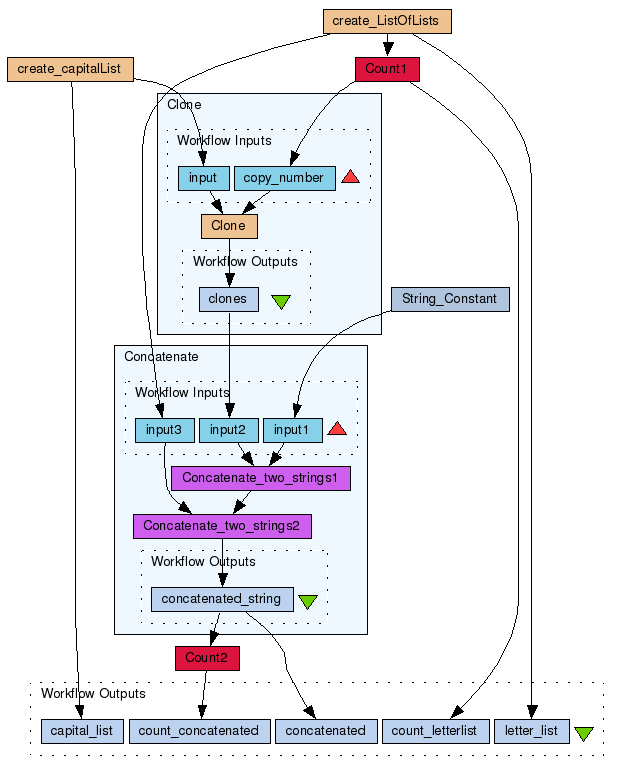 create_ListOfLists
create_capitalList
Count1
Clone
Workflow Inputs
input
copy_number
Clone
Workflow Outputs
clones
String_Constant
Concatenate
Workflow Inputs
input3
input2
input1
Concatenate_two_strings1
Concatenate_two_strings2
Workflow Outputs
concatenated_string
Count2
Workflow Outputs
capital_list
count_concatenated
concatenated
count_letterlist
letter_list